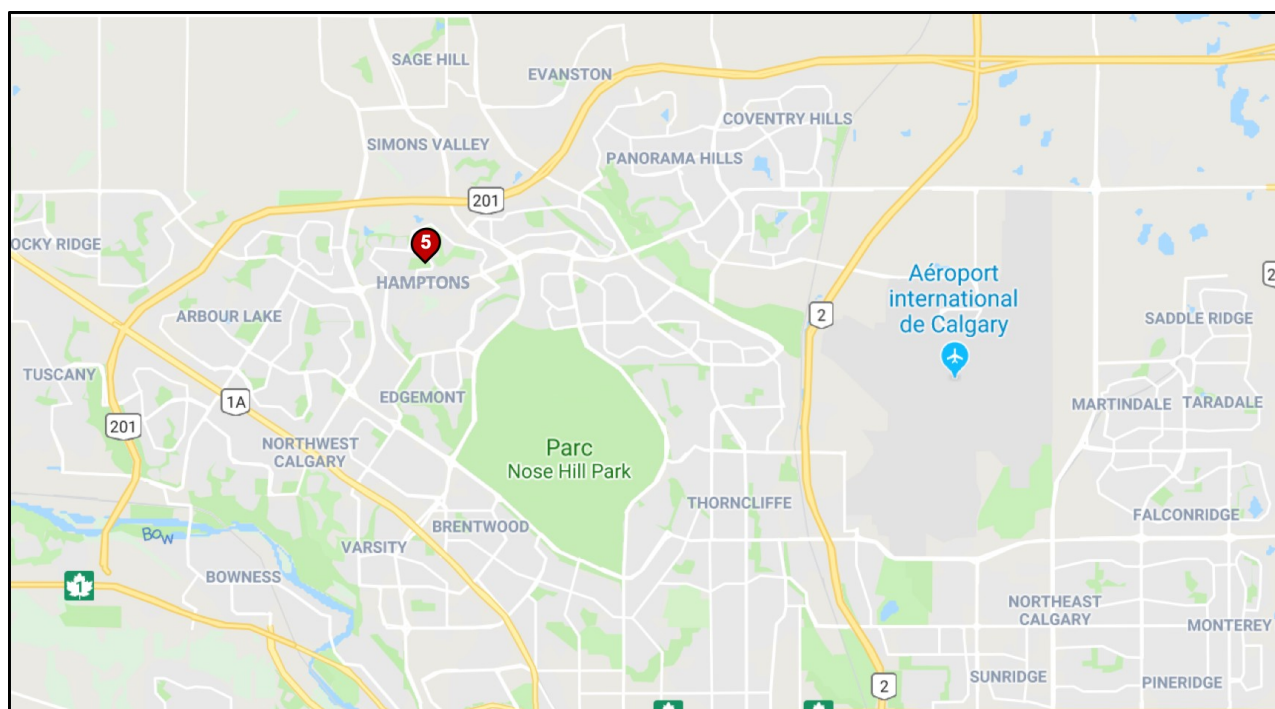 SAGE HILL
EVANSTON
COVENTRY HILLS
SIMONS VALLEY
PANORAMA HILLS
201
OCKY RIDGE
5
HAMPTONS
Aéroport
international
de Calgary
2
2
ARBOUR LAKE
SADDLE RIDGE
TUSCANY
1A
EDGEMONT
MARTINDALE
TARADALE
201
NORTHWEST
CALGARY
Parc
Nose Hill Park
THORNCLIFFE
FALCONRIDGE
BRENTWOOD
Bow
VARSITY
BOWNESS
1
NORTHEAST
CALGARY
MONTEREY
SUNRIDGE
2
PINERIDGE